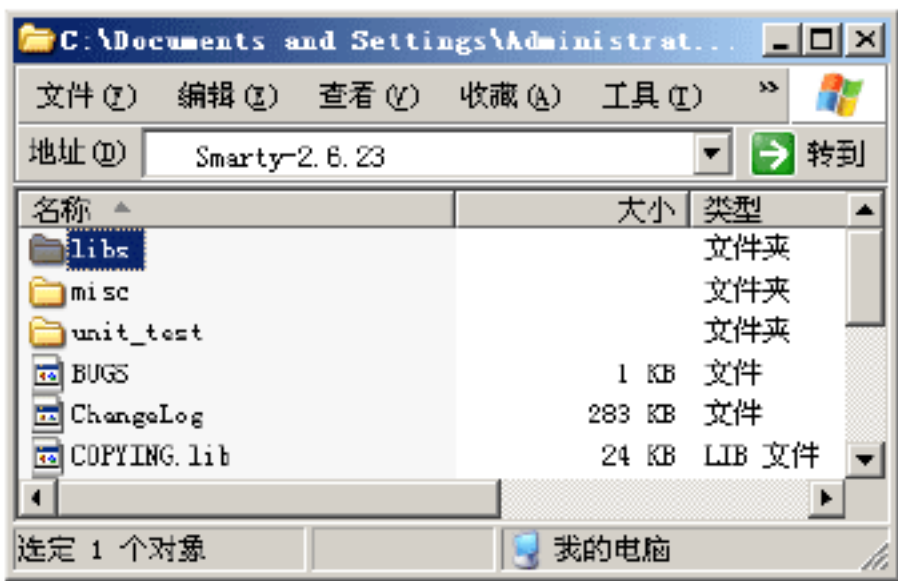 C:\Documents and Settings\Administrat...
文件(F) 编辑(E) 查看(V) 收藏(A) 工具(T) »
地址(D) Smarty-2.6.23 转到
名称 大小 类型
libs 文件夹
misc 文件夹
unit_test 文件夹
BUGS 1 KB 文件
ChangeLog 283 KB 文件
COPYING.lib 24 KB LIB 文件
选定 1 个对象 我的电脑